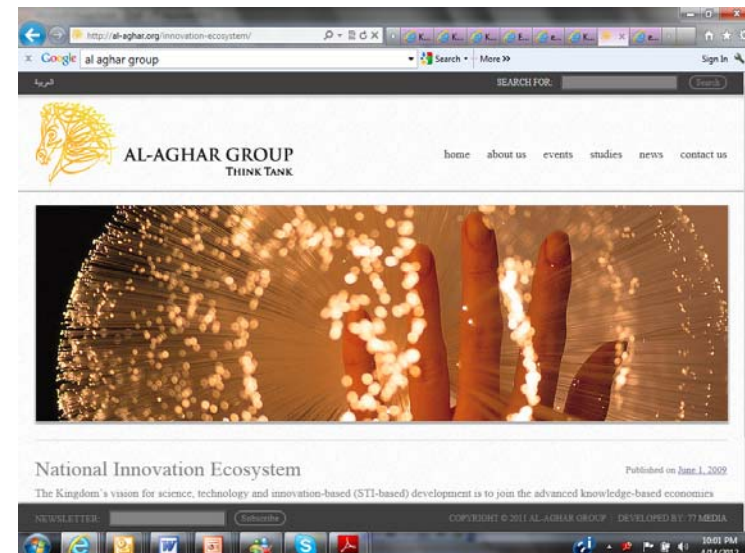 http://al-aghar.org/innovation-ecosystem/
Google al aghar group Search More » Sign In
العربية SEARCH FOR: Search
AL-AGHAR GROUP
THINK TANK
home about us events studies news contact us
National Innovation Ecosystem
Published on June 1, 2009
The Kingdom's vision for science, technology and innovation-based (STI-based) development is to join the advanced knowledge-based economies
NEWSLETTER: Subscribe COPYRIGHT © 2011 AL-AGHAR GROUP - DEVELOPED BY: 77 MEDIA
10:01 PM